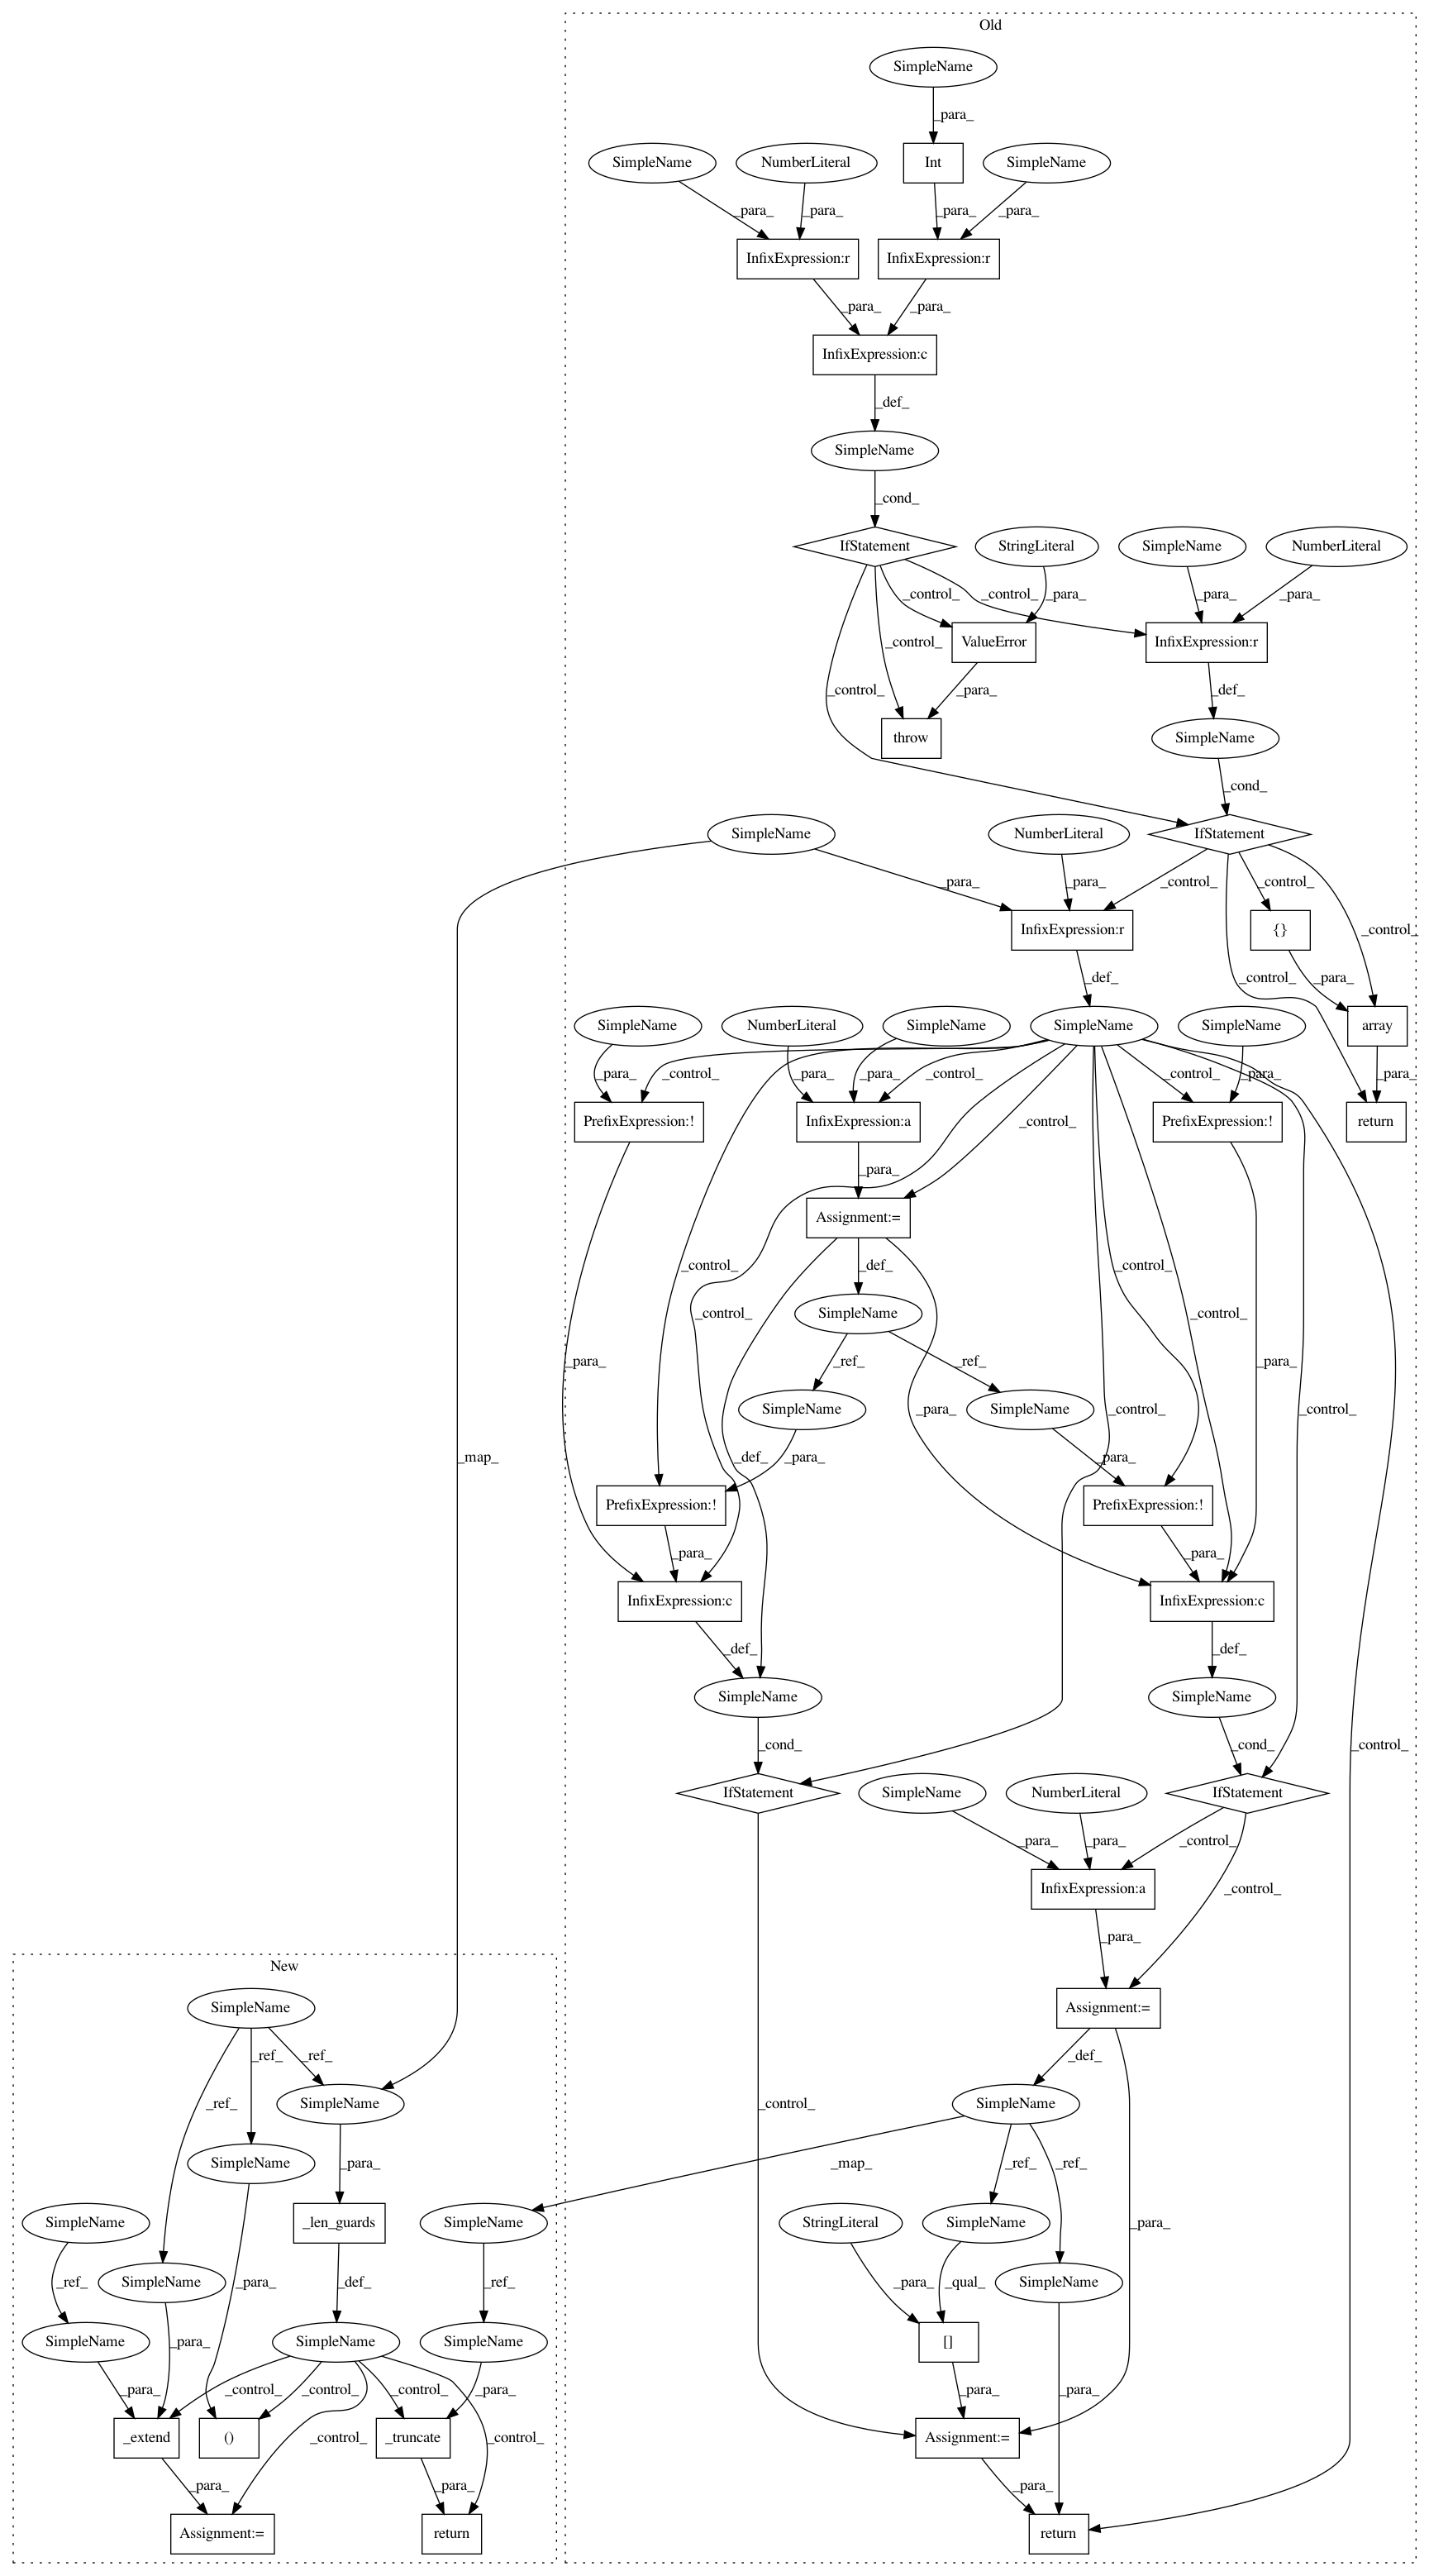 Old
SimpleName
_para_
SimpleName
NumberLiteral
Int
SimpleName
_para_
_para_
_para_
_para_
InfixExpression:r
InfixExpression:r
_para_
_para_
InfixExpression:c
_def_
SimpleName
_cond_
IfStatement
StringLiteral
SimpleName
NumberLiteral
_control_
_control_
_para_
_para_
_para_
_control_
ValueError
InfixExpression:r
_control_
_para_
_def_
throw
SimpleName
_cond_
SimpleName
NumberLiteral
IfStatement
_para_
_para_
_control_
_control_
_control_
InfixExpression:r
{}
_def_
_control_
_para_
SimpleName
NumberLiteral
SimpleName
SimpleName
SimpleName
array
_para_
_control_
_para_
_para_
_control_
_control_
_para_
_para_
PrefixExpression:!
InfixExpression:a
_control_
PrefixExpression:!
return
_para_
Assignment:=
_control_
_def_
_control_
_control_
SimpleName
_control_
_para_
_ref_
_ref_
_para_
SimpleName
_para_
SimpleName
_control_
_control_
_map_
_def_
_para_
_para_
PrefixExpression:!
PrefixExpression:!
_para_
_para_
InfixExpression:c
InfixExpression:c
_def_
_def_
SimpleName
SimpleName
_cond_
_cond_
_control_
IfStatement
SimpleName
NumberLiteral
IfStatement
_para_
_para_
_control_
InfixExpression:a
_control_
_para_
New
SimpleName
Assignment:=
_ref_
_ref_
_def_
_ref_
SimpleName
_control_
SimpleName
SimpleName
_para_
_map_
_ref_
_ref_
SimpleName
_len_guards
SimpleName
StringLiteral
SimpleName
_para_
_ref_
SimpleName
_para_
_def_
_ref_
_para_
_qual_
SimpleName
SimpleName
_para_
SimpleName
SimpleName
[]
_para_
_control_
_control_
_control_
_para_
_para_
_para_
_extend
()
_control_
_truncate
_control_
Assignment:=
_para_
_para_
_para_
Assignment:=
return
return